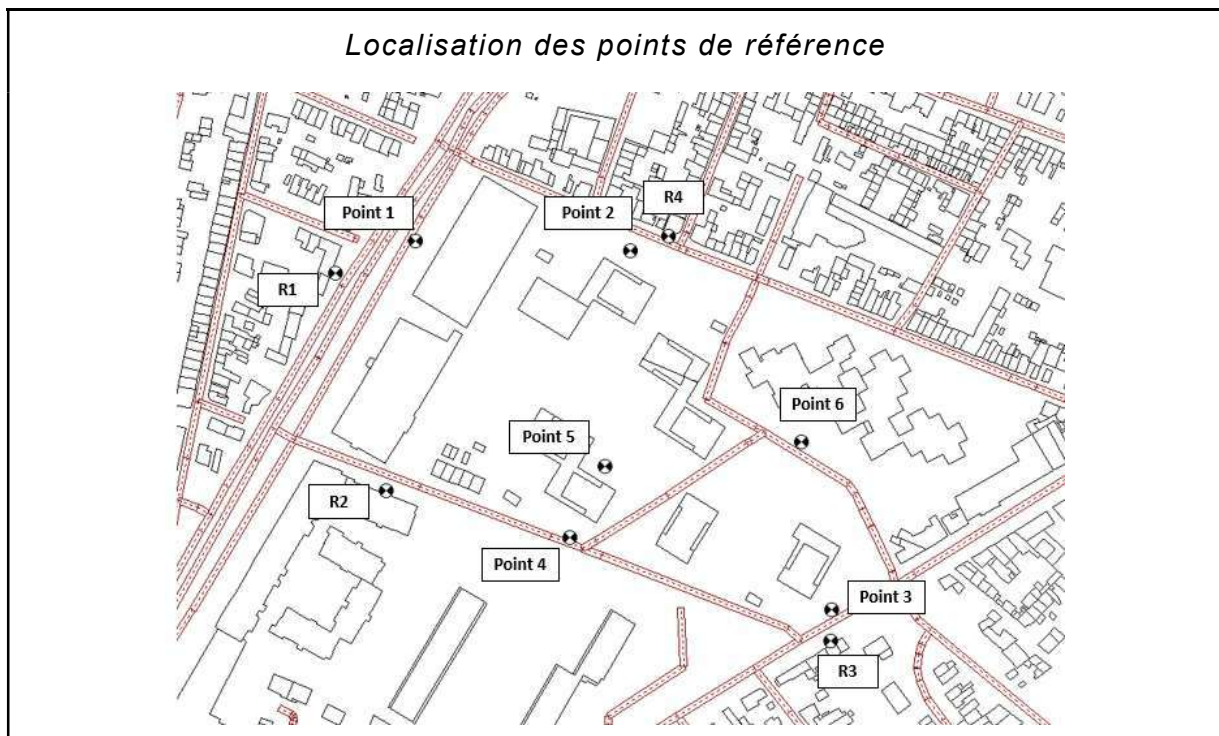 Localisation des points de référence
R4
Point 1
Point 2
R1
Point 6
Point 5
R2
Point 4
Point 3
R3